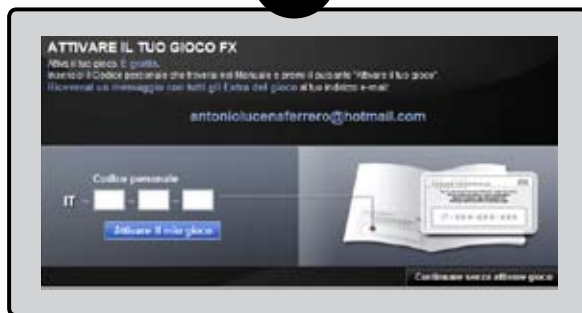 ATTIVARE IL TUO GIOCO FX
Attiva il tuo gioco. È gratis.
Inserisci il Codice personale che troverai nel Manuale e premi il pulsante "Attivare il tuo gioco".
Riceverai un messaggio con tutti gli Extra del gioco al tuo indirizzo e-mail:
antoniolucenaferrero@hotmail.com
Codice personale
IT - - -
Attivare il mio gioco
FX
Continuare senza attivare gioco